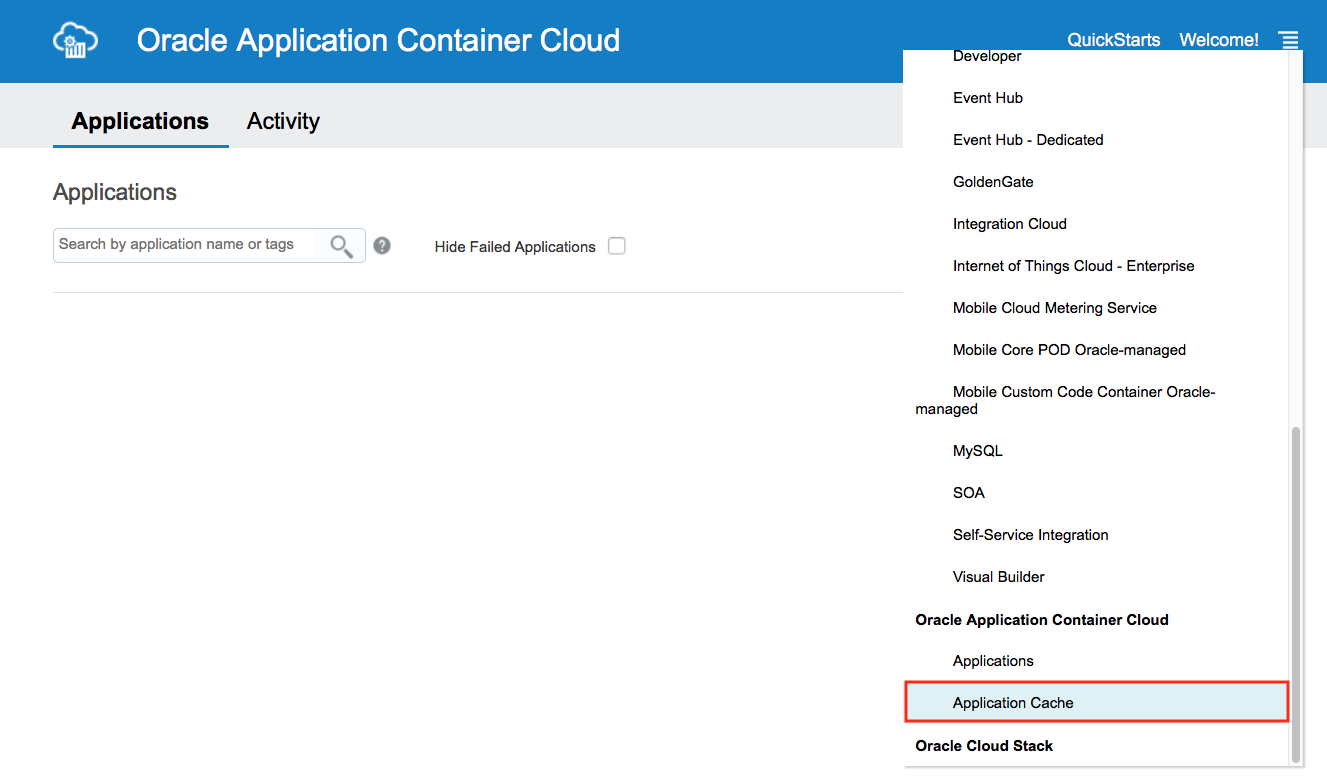 Oracle Application Container Cloud
QuickStarts Welcome!
Applications Activity
Applications
Search by application name or tags
?
Hide Failed Applications
Developer
Event Hub
Event Hub - Dedicated
GoldenGate
Integration Cloud
Internet of Things Cloud - Enterprise
Mobile Cloud Metering Service
Mobile Core POD Oracle-managed
Mobile Custom Code Container Oracle-
managed
MySQL
SOA
Self-Service Integration
Visual Builder
Oracle Application Container Cloud
Applications
Application Cache
Oracle Cloud Stack